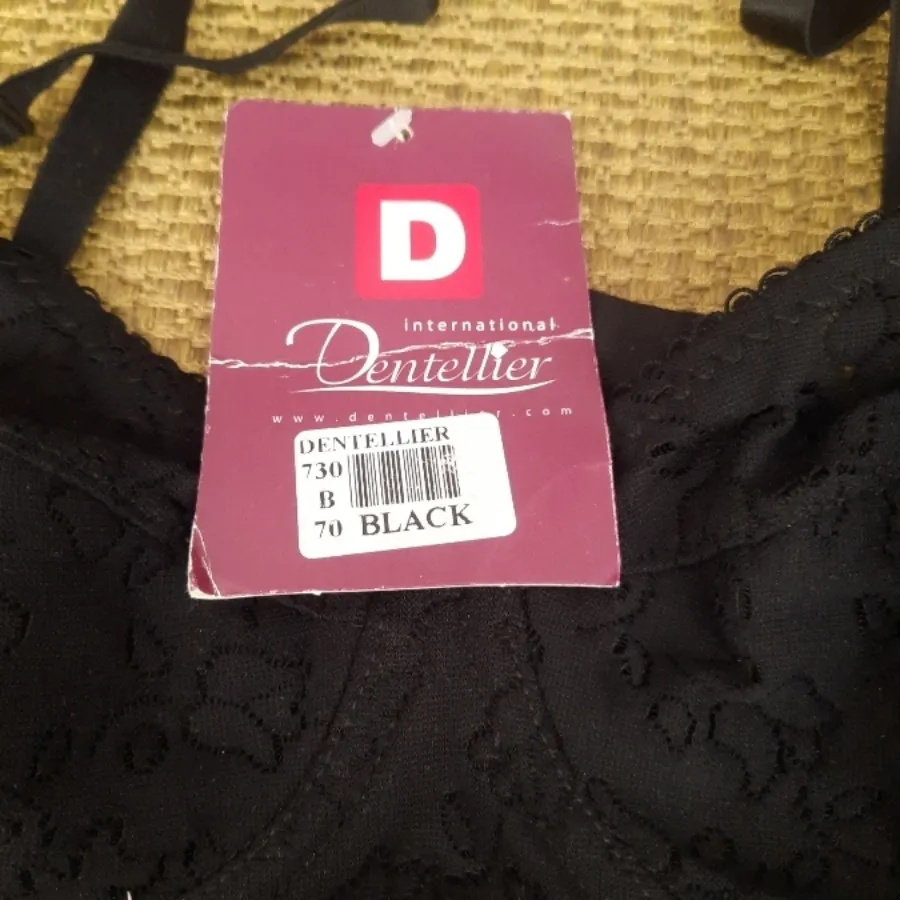 D
international
Dentellier
www.dentellier.com
DENTELLIER
730
B
70 BLACK